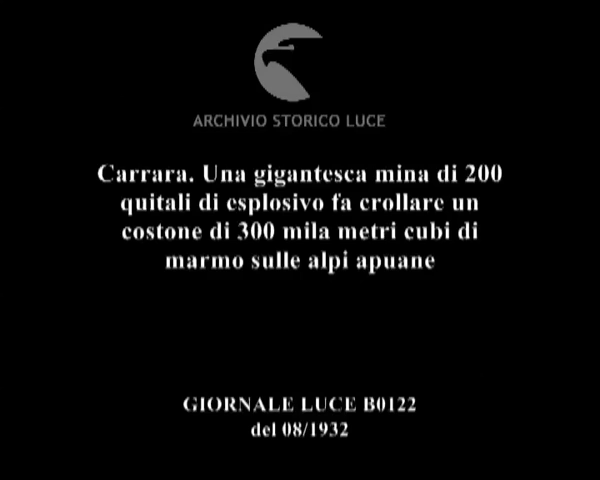 ARCHIVIO STORICO LUCE
Carrara. Una gigantesca mina di 200
quitali di esplosivo fa crollare un
costone di 300 mila metri cubi di
marmo sulle alpi apuane
GIORNALE LUCE B0122
del 08/1932